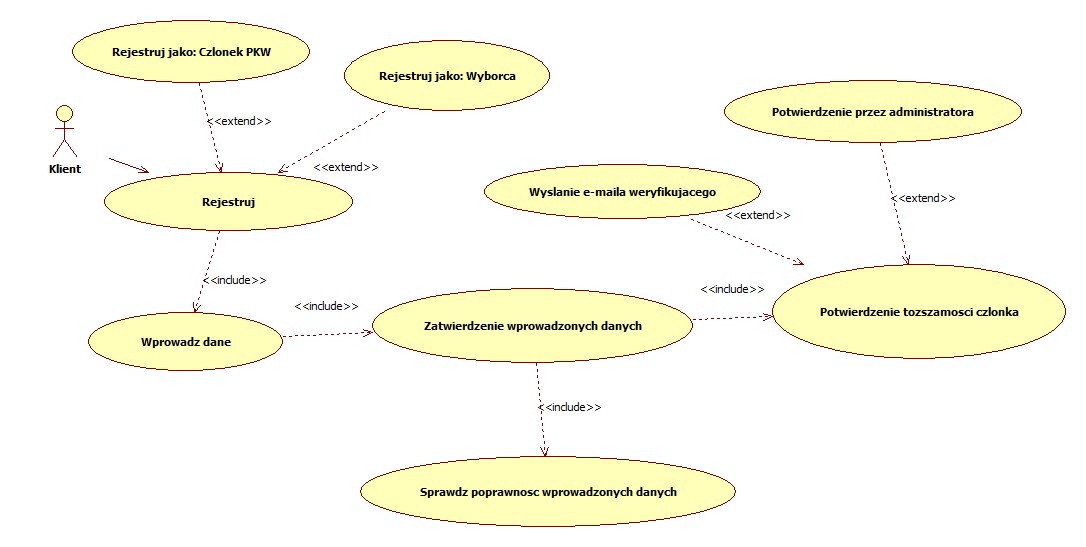 Rejestruj jako: Czlonek PKW
Rejestruj jako: Wyborca
Potwierdzenie przez administratora
<<extend>>
Klient
<<extend>>
Wyslanie e-maila weryfikujacego
<<extend>>
Rejestruj
<<extend>>
<<include>>
<<include>>
<<include>>
Potwierdzenie tozszamosci czlonka
Zatwierdzenie wprowadzonych danych
Wprowadz dane
<<include>>
Sprawdz poprawnosc wprowadzonych danych